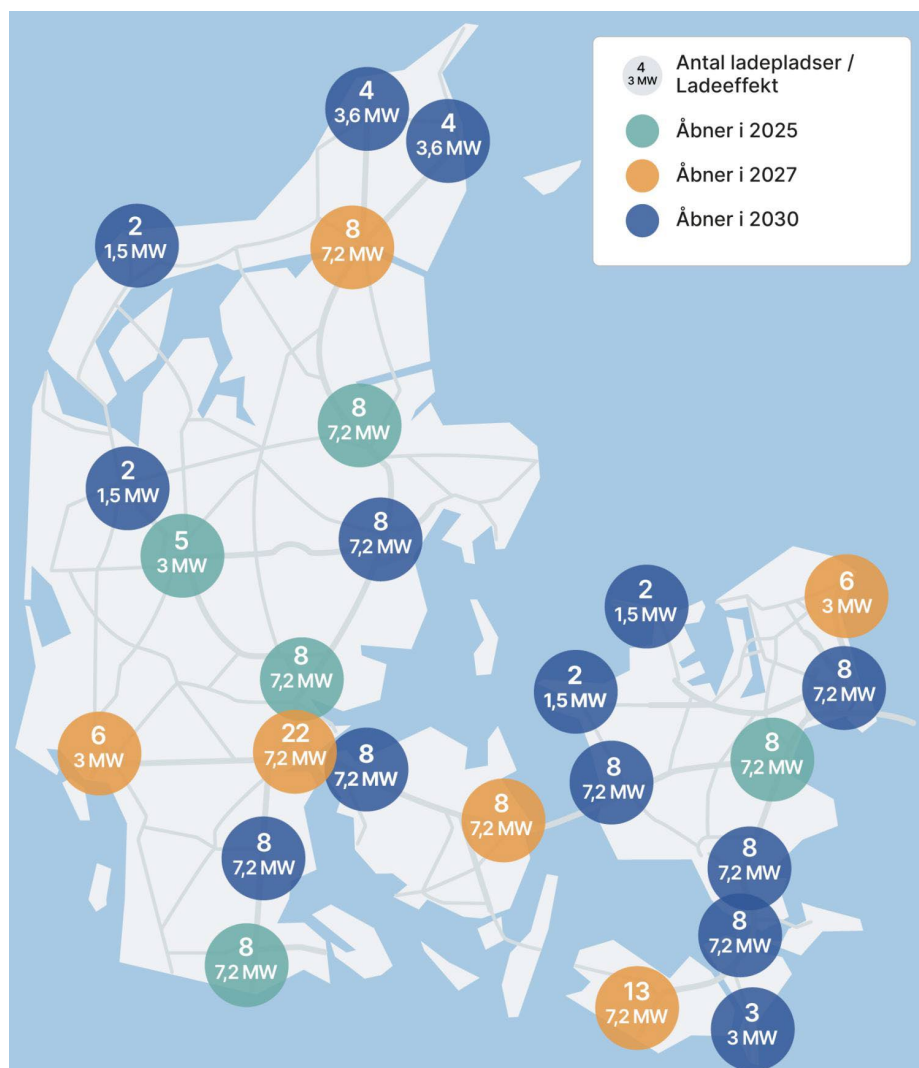 4
3 MW
Antal ladepladser /
Ladeeffekt
Åbner i 2025
Åbner i 2027
Åbner i 2030
4
3,6 MW
4
3,6 MW
2
1,5 MW
8
7,2 MW
8
7,2 MW
2
1,5 MW
8
7,2 MW
5
3 MW
6
3 MW
2
1,5 MW
8
7,2 MW
2
1,5 MW
8
7,2 MW
6
3 MW
22
7,2 MW
8
7,2 MW
8
7,2 MW
8
7,2 MW
8
7,2 MW
8
7,2 MW
8
7,2 MW
8
7,2 MW
8
7,2 MW
13
7,2 MW
3
3 MW